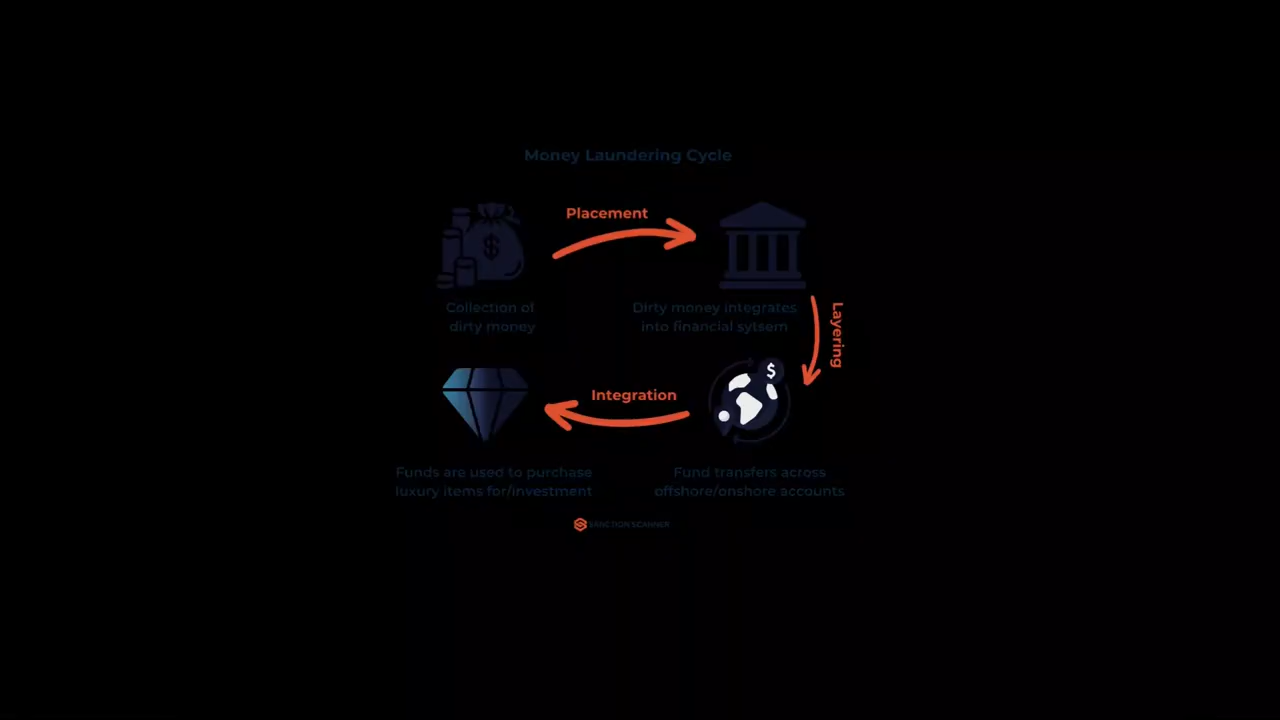 Money Laundering Cycle
Placement
$
Collection of
dirty money
Dirty money integrates
into financial sytsem
Layering
$
Integration
Funds are used to purchase
luxury items for/investment
Fund transfers across
offshore/onshore accounts
SANCTION SCANNER